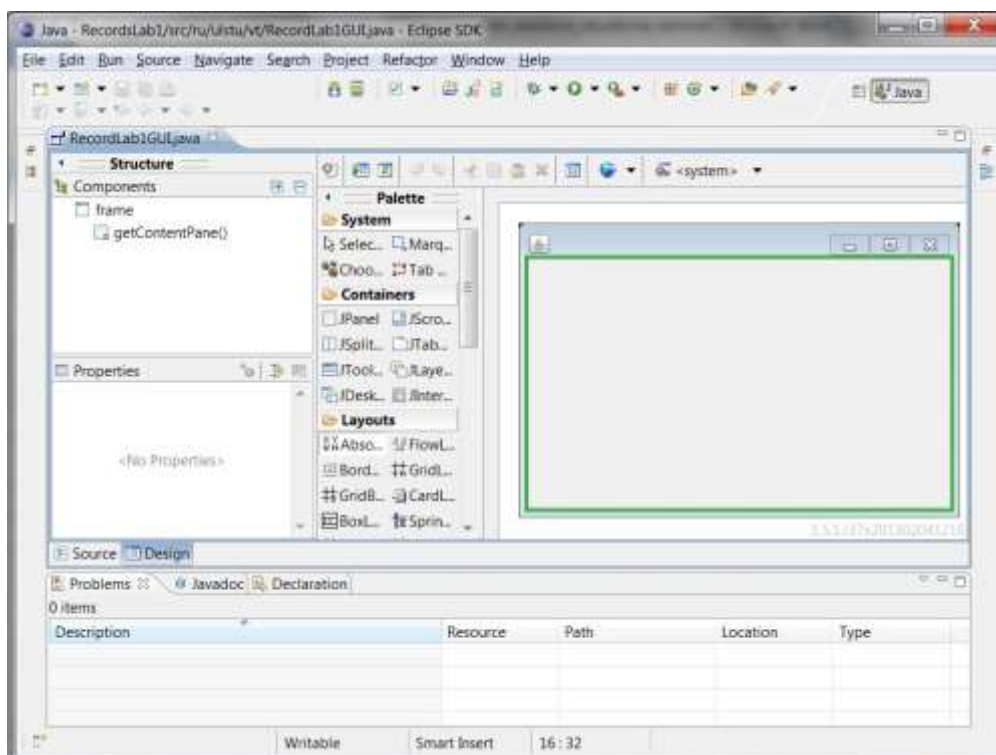 Java - RecordsLab1/src/ru/ulstu/vt/RecordLab1GUI.java - Eclipse SDK
File Edit Run Source Navigate Search Project Refactor Window Help
Java
RecordLab1GUI.java
Structure
Components
frame
getContentPane()
Properties
<No Properties>
<system>
Palette
System
Selec... Marq...
Choo... Tab ...
Containers
JPanel JScro...
JSplit... JTab...
JTool... JLaye...
JDesk... JInter...
Layouts
Abso... FlowL...
Bord... GridL...
GridB... CardL...
BoxL... Sprin...
Source Design
Problems Javadoc Declaration
0 items
Description Resource Path Location Type
Writable Smart Insert 16 : 32